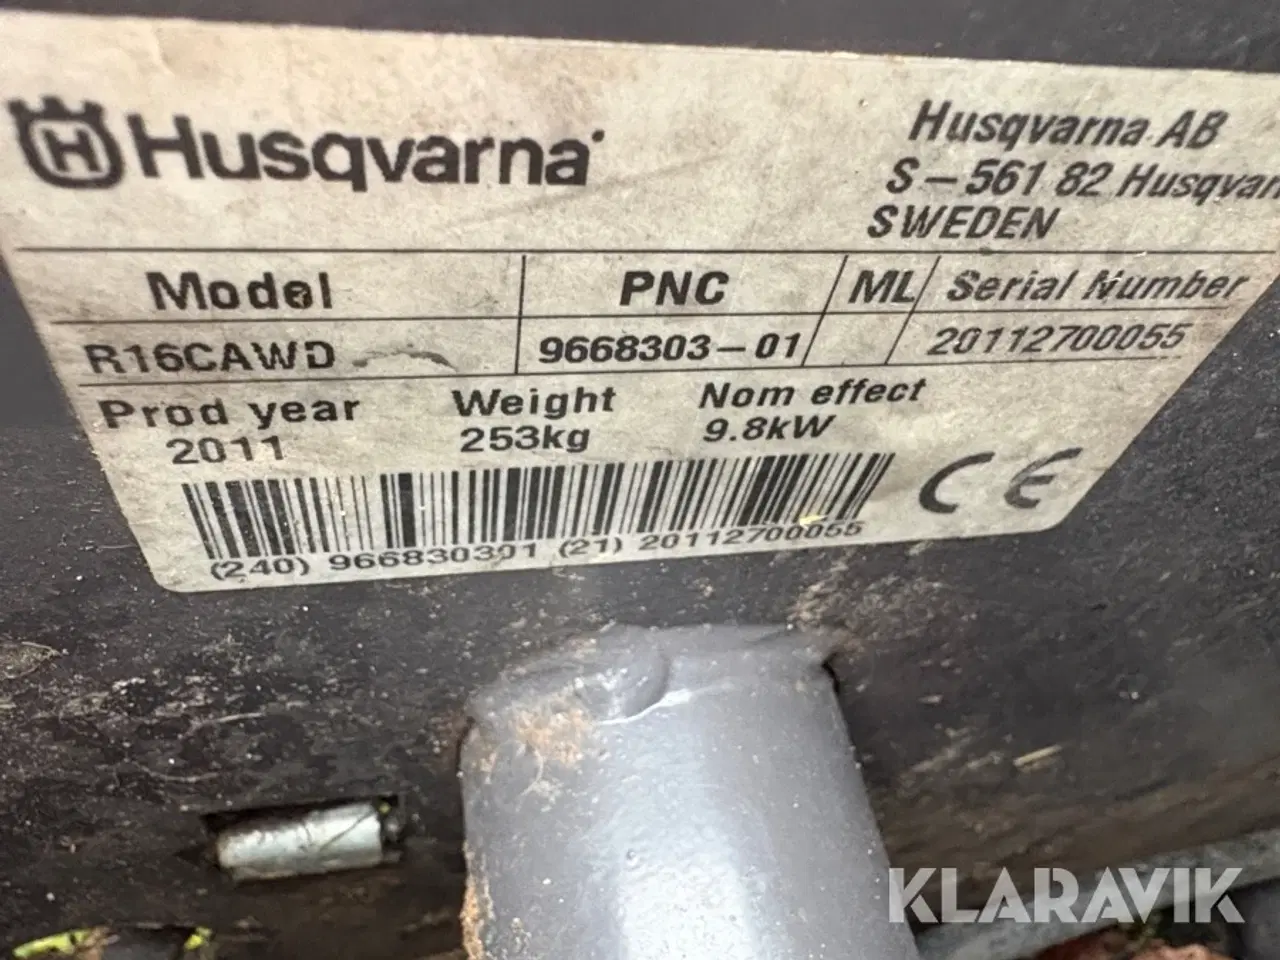 H Husqvarna
Husqvarna AB
S-561 82 Husqvar
SWEDEN
Model PNC ML Serial Number
R16CAWD 9668303-01 20112700055
Prod year Weight Nom effect
2011 253kg 9.8kW
CE
(240) 966830301 (21) 20112700055
KLARAVIK